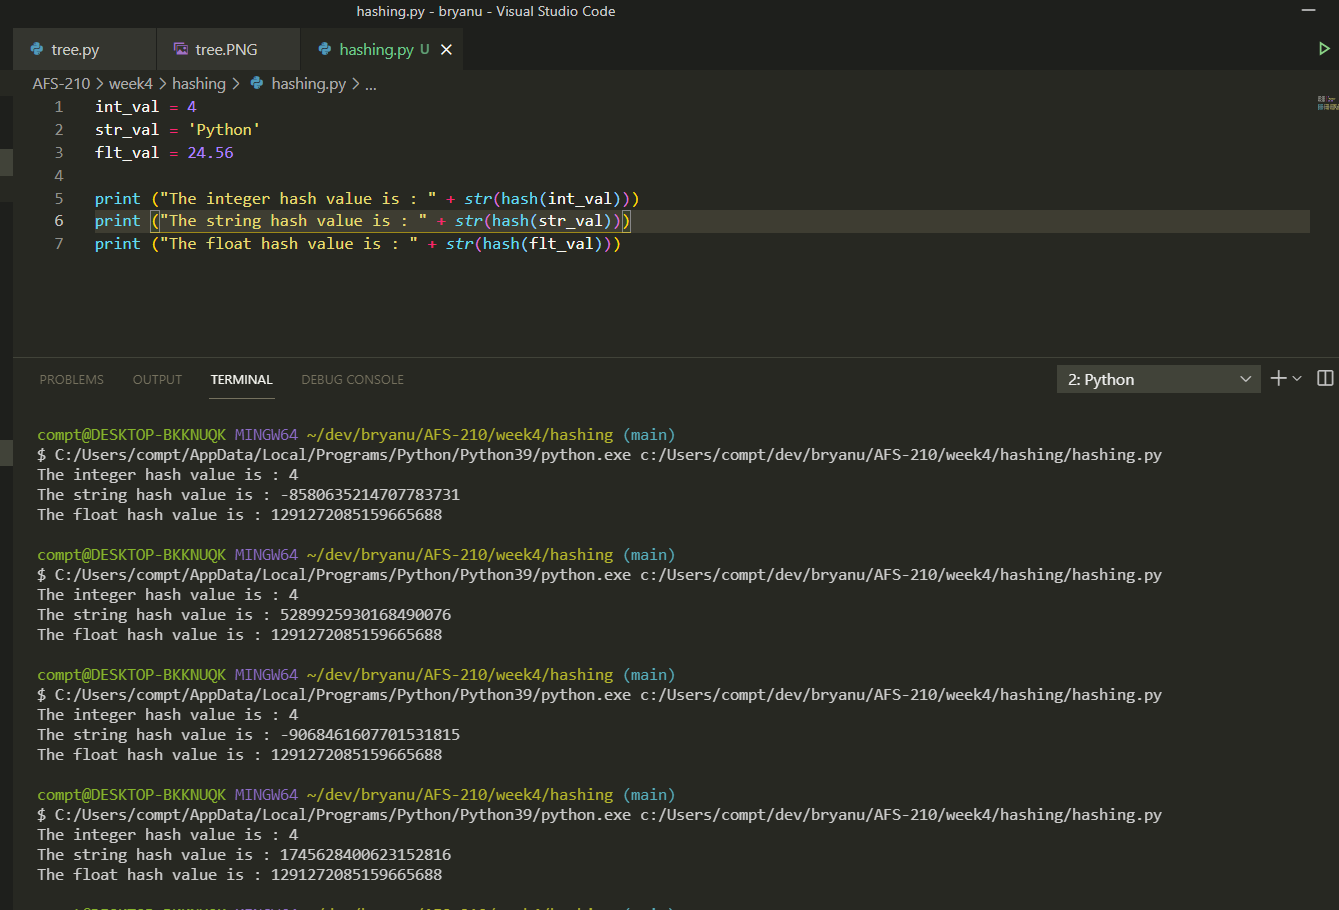 hashing.py - bryanu - Visual Studio Code
tree.py tree.PNG hashing.py U
AFS-210 > week4 > hashing > hashing.py > ...
1 int_val = 4
2 str_val = 'Python'
3 flt_val = 24.56
4
5 print ("The integer hash value is : " + str(hash(int_val)))
6 print ("The string hash value is : " + str(hash(str_val)))
7 print ("The float hash value is : " + str(hash(flt_val)))
PROBLEMS OUTPUT TERMINAL DEBUG CONSOLE 2: Python
compt@DESKTOP-BKKNUQK MINGW64 ~/dev/bryanu/AFS-210/week4/hashing (main)
$ C:/Users/compt/AppData/Local/Programs/Python/Python39/python.exe c:/Users/compt/dev/bryanu/AFS-210/week4/hashing/hashing.py
The integer hash value is : 4
The string hash value is : -8580635214707783731
The float hash value is : 1291272085159665688
compt@DESKTOP-BKKNUQK MINGW64 ~/dev/bryanu/AFS-210/week4/hashing (main)
$ C:/Users/compt/AppData/Local/Programs/Python/Python39/python.exe c:/Users/compt/dev/bryanu/AFS-210/week4/hashing/hashing.py
The integer hash value is : 4
The string hash value is : 5289925930168490076
The float hash value is : 1291272085159665688
compt@DESKTOP-BKKNUQK MINGW64 ~/dev/bryanu/AFS-210/week4/hashing (main)
$ C:/Users/compt/AppData/Local/Programs/Python/Python39/python.exe c:/Users/compt/dev/bryanu/AFS-210/week4/hashing/hashing.py
The integer hash value is : 4
The string hash value is : -9068461607701531815
The float hash value is : 1291272085159665688
compt@DESKTOP-BKKNUQK MINGW64 ~/dev/bryanu/AFS-210/week4/hashing (main)
$ C:/Users/compt/AppData/Local/Programs/Python/Python39/python.exe c:/Users/compt/dev/bryanu/AFS-210/week4/hashing/hashing.py
The integer hash value is : 4
The string hash value is : 1745628400623152816
The float hash value is : 1291272085159665688